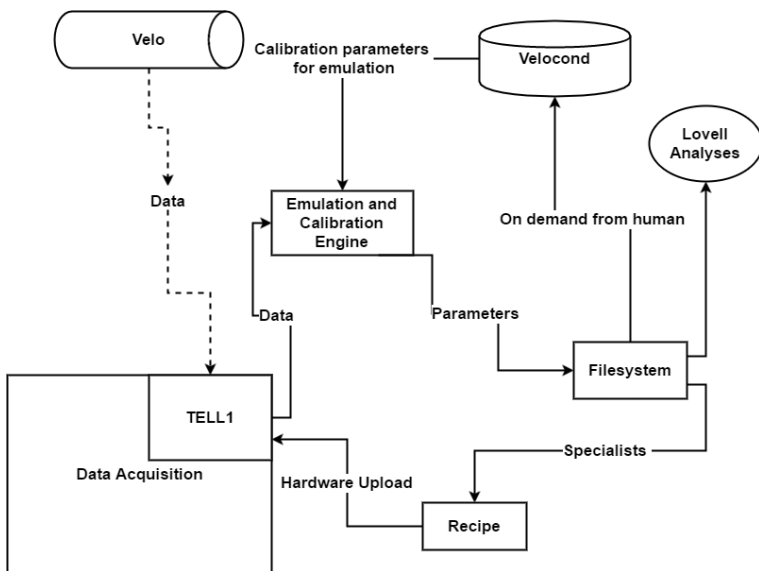 Velo
Calibration parameters
for emulation
Velocond
Lovell
Analyses
Data
Emulation and
Calibration
Engine
On demand from human
Data
Parameters
Filesystem
TELL1
Data Acquisition
Specialists
Hardware Upload
Recipe